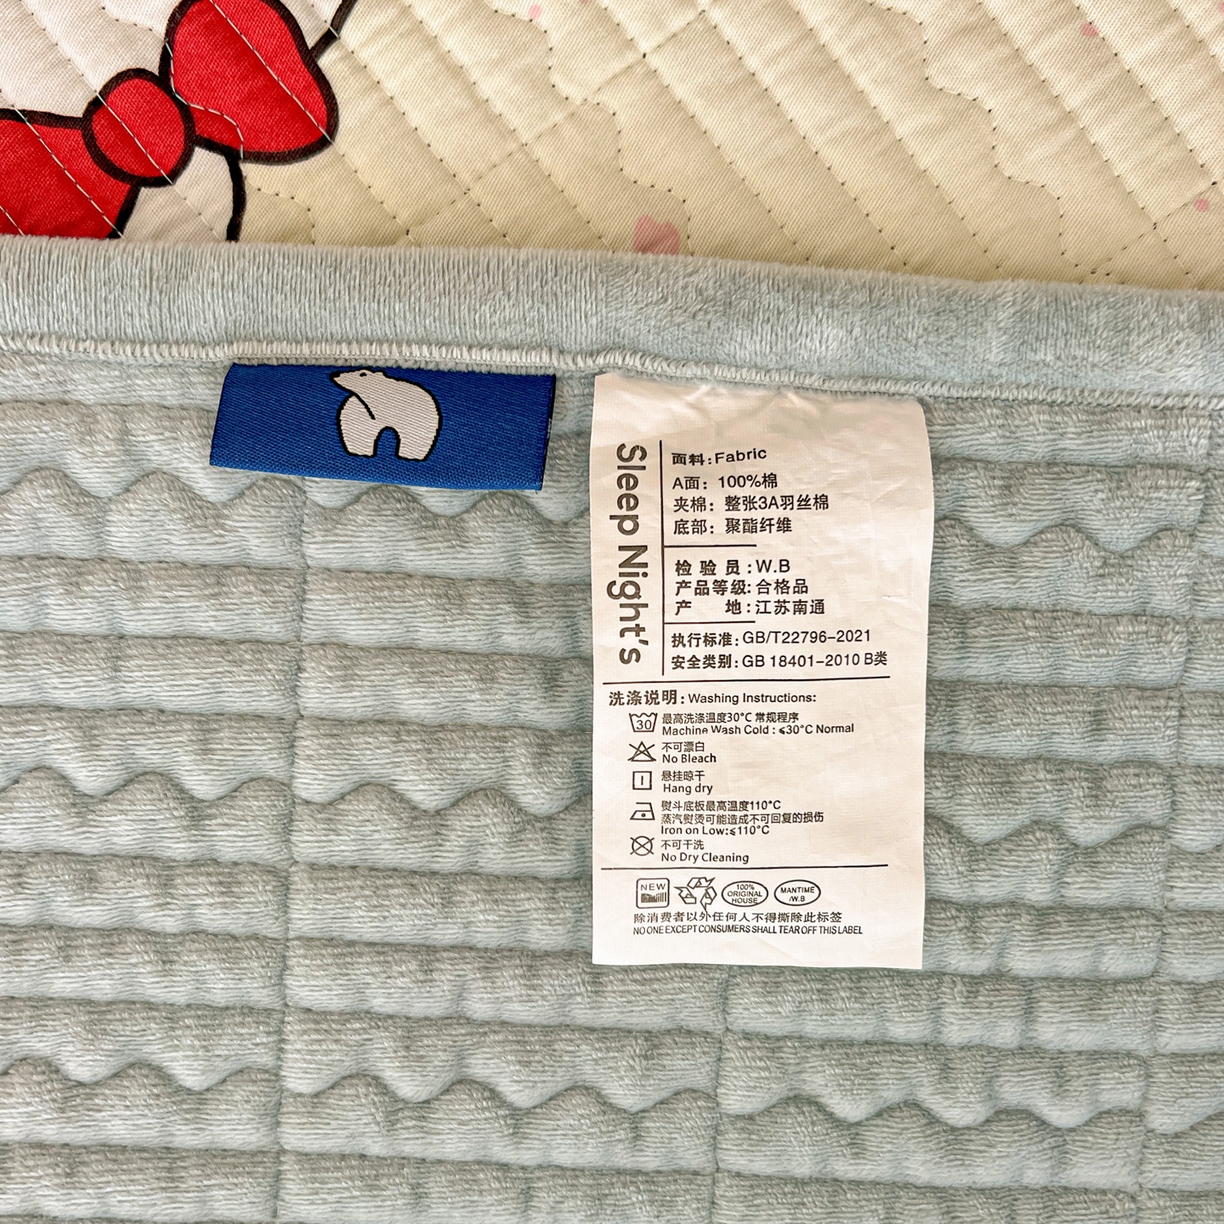 Sleep Night's
面料:Fabric
A面: 100%棉
夹棉: 整张3A羽丝棉
底部: 聚酯纤维
检 验 员:W.B
产品等级:合格品
产 地:江苏南通
执行标准:GB/T22796-2021
安全类别:GB 18401-2010 B类
洗涤说明:Washing Instructions:
30
最高洗涤温度30°C 常规程序
Machine Wash Cold : ⩽30°C Normal
不可漂白
No Bleach
悬挂晾干
Hang dry
熨斗底板最高温度110°C
蒸汽熨烫可能造成不可回复的损伤
Iron on Low:⩽110°C
不可干洗
No Dry Cleaning
NEW
100%
ORIGINAL
HOUSE
MANTIME
/W.B
除消费者以外任何人不得撕除此标签
NO ONE EXCEPT CONSUMERS SHALL TEAR OFF THIS LABEL